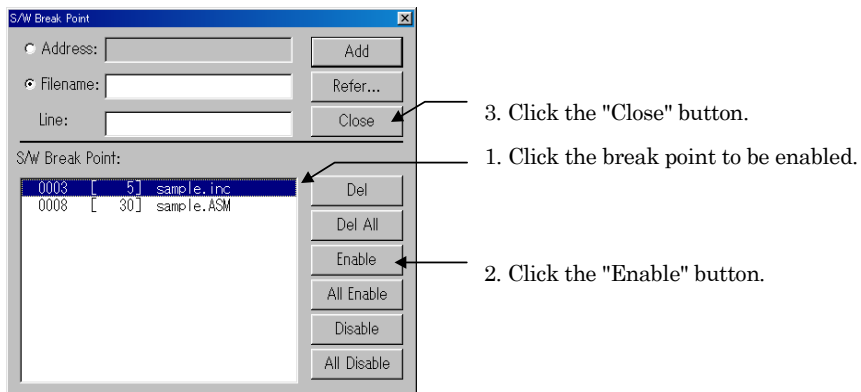 S/W Break Point
Address:
Add
Filename:
Refer...
Line:
Close
3. Click the "Close" button.
S/W Break Point:
1. Click the break point to be enabled.
0003 [ 5] sample.inc
Del
0008 [ 30] sample.ASM
Del All
Enable
2. Click the "Enable" button.
All Enable
Disable
All Disable